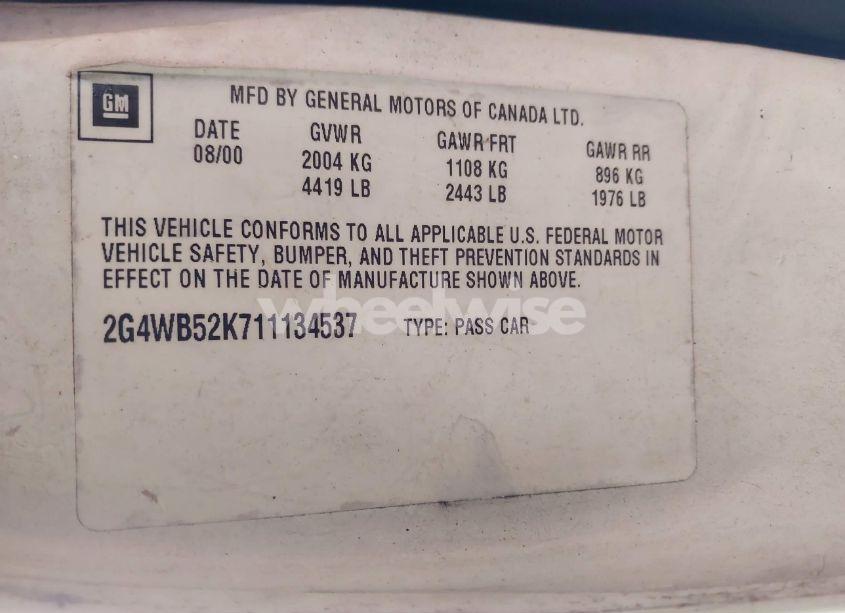 GM
MFD BY GENERAL MOTORS OF CANADA LTD.
DATE GVWR GAWR FRT GAWR RR
08/00 2004 KG 1108 KG 896 KG
4419 LB 2443 LB 1976 LB
THIS VEHICLE CONFORMS TO ALL APPLICABLE U.S. FEDERAL MOTOR
VEHICLE SAFETY, BUMPER, AND THEFT PREVENTION STANDARDS IN
EFFECT ON THE DATE OF MANUFACTURE SHOWN ABOVE.
wheelwise
2G4WB52K711134537 TYPE: PASS CAR